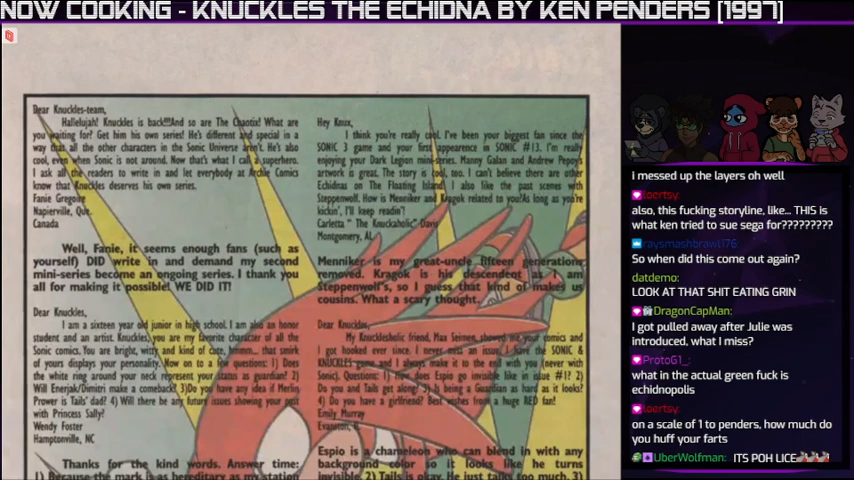 NOW COOKING - KNUCKLES THE ECHIDNA BY KEN PENDERS [1997]
Dear Knuckles-team,
Hallelujah! Knuckles is back!!!And so are The Chaotix! What are
you waiting for? Get him his own series! He's different and special in a
way that all the other characters in the Sonic Universe aren't. He's also
cool, even when Sonic is not around. Now that's what I call a superhero.
I ask all the readers to write in and let everybody at Archie Comics
know that Knuckles deserves his own series.
Fanie Gregoire
Napierville, Que.
Canada
Well, Fanie, it seems enough fans (such as
yourself) DID write in and demand my second
mini-series become an ongoing series. I thank you
all for making it possible! WE DID IT!
Dear Knuckles,
I am a sixteen year old junior in high school. I am also an honor
student and an artist. Knuckles, you are my favorite character of all the
Sonic comics. You are bright, witty and kind of cute, hmmm... that smirk
of yours displays your personality. Now on to a few questions: 1) Does
the white ring around your neck represent your status as guardian? 2)
Will Enerjak/Dimitri make a comeback? 3)Do you have any idea if Merlin
Prower is Tails' dad? 4) Will there be any future issues showing your past
with Princess Sally?
Wendy Foster
Hamptonville, NC
Thanks for the kind words. Answer time:
1) Because the mark is as hereditary as my station
Hey Knux,
I think you're really cool. I've been your biggest fan since the
SONIC 3 game and your first appearance in SONIC #13. I'm really
enjoying your Dark Legion mini-series. Manny Galan and Andrew Pepoy's
artwork is great. The story is cool, too. I can't believe there are other
Echidnas on The Floating Island. I also like the past scenes with
Steppenwolf. How is Menniker and Kragok related to you?As long as you're
kickin', I'll keep readin'!
Carletta "The Knuckaholic" Davis
Montgomery, AL
Menniker is my great-uncle fifteen generations
removed. Kragok is his descendent as I am
Steppenwolf's, so I guess that kind of makes us
cousins. What a scary thought.
Dear Knuckles,
My Knucklesholic friend, Max Seimen, showed me your comics and
I got hooked ever since. I never miss an issue. I have the SONIC &
KNUCKLES game and I always make it to the end with you (never with
Sonic). Questions: 1) How does Espio go invisible like in issue #1? 2)
Do you and Tails get along? 3) Is being a Guardian as hard as it looks?
4) Do you have a girlfriend? Best wishes from a huge RED fan!
Emily Murray
Evanston, IL
Espio is a chameleon who can blend in with any
background color so it looks like he turns
invisible. 2) Tails is okay. He just talks too much. 3)
i messed up the layers oh well
loertsy:
also, this fucking storyline, like... THIS is
what ken tried to sue sega for????????
raysmashbrawl176
So when did this come out again?
datdemo:
LOOK AT THAT SHIT EATING GRIN
DragonCapMan:
I got pulled away after Julie was
introduced, what I miss?
ProtoG1_:
what in the actual green fuck is
echidnopolis
loertsy:
on a scale of 1 to penders, how much do
you huff your farts
UberWolfman: ITS POH LICE